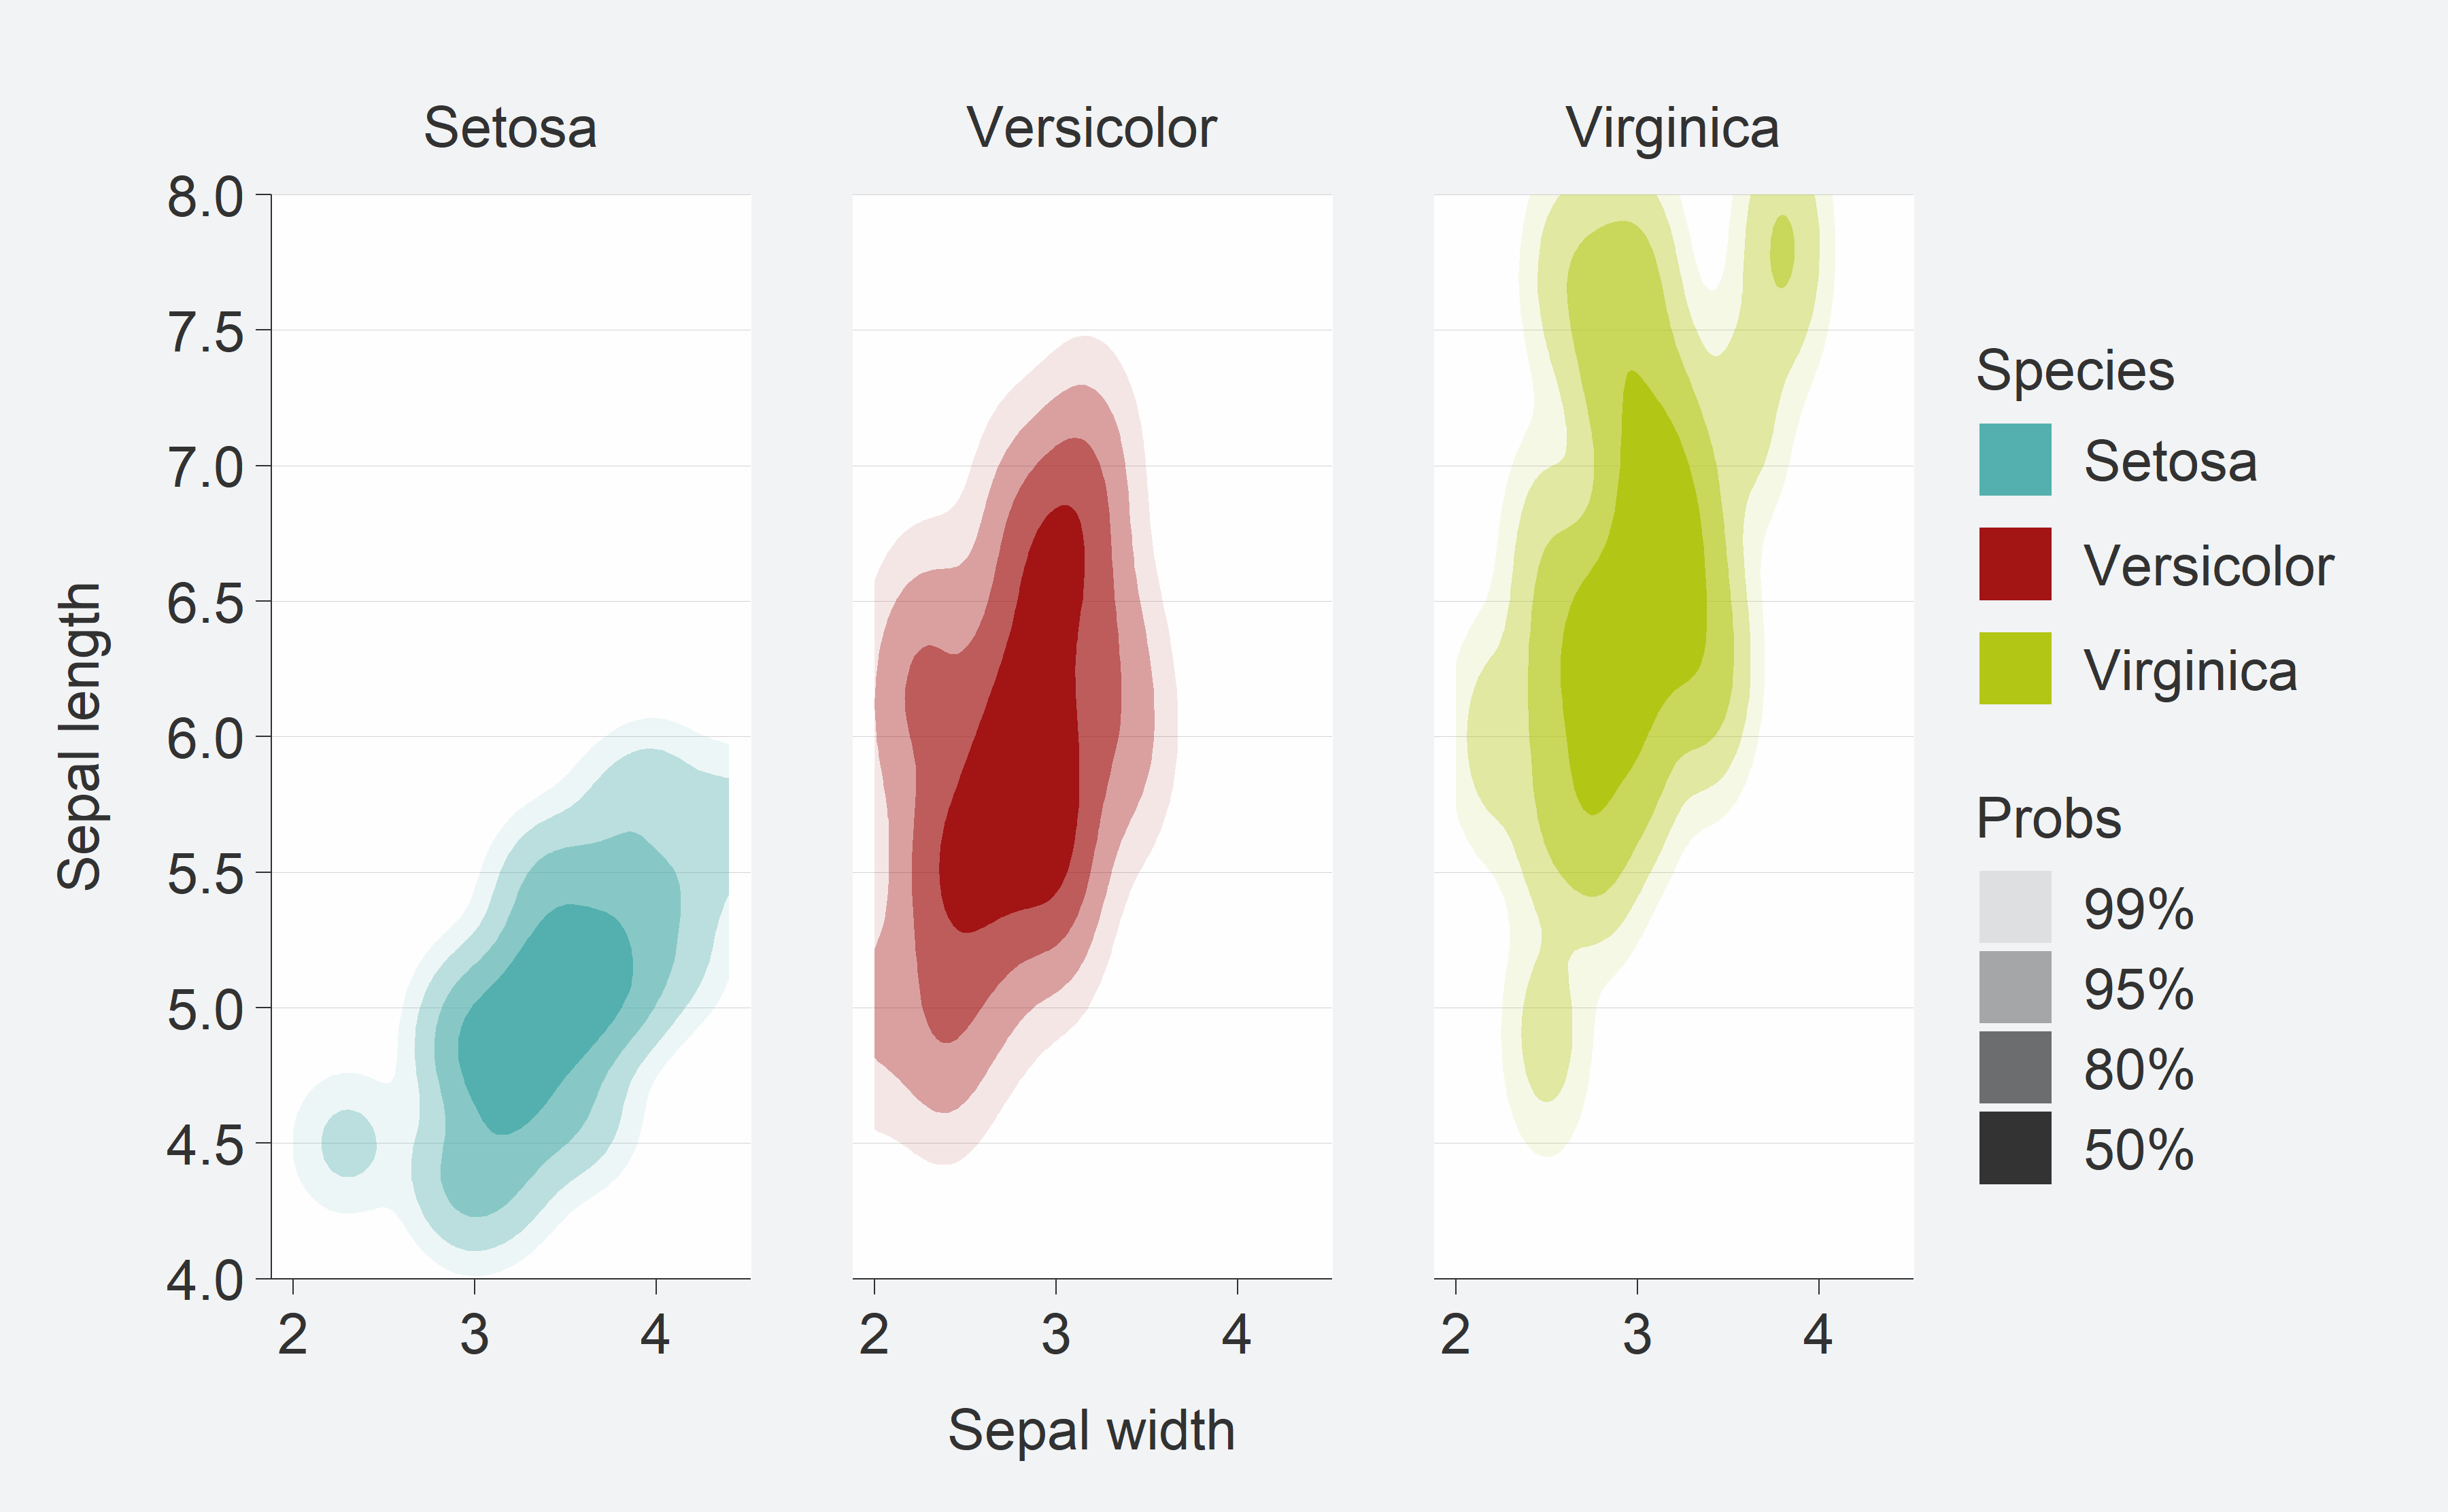 Setosa
Versicolor
Virginica
8.0
7.5
7.0
6.5
6.0
5.5
5.0
4.5
4.0
Sepal length
2 3 4
2 3 4
2 3 4
Sepal width
Species
Setosa
Versicolor
Virginica
Probs
99%
95%
80%
50%